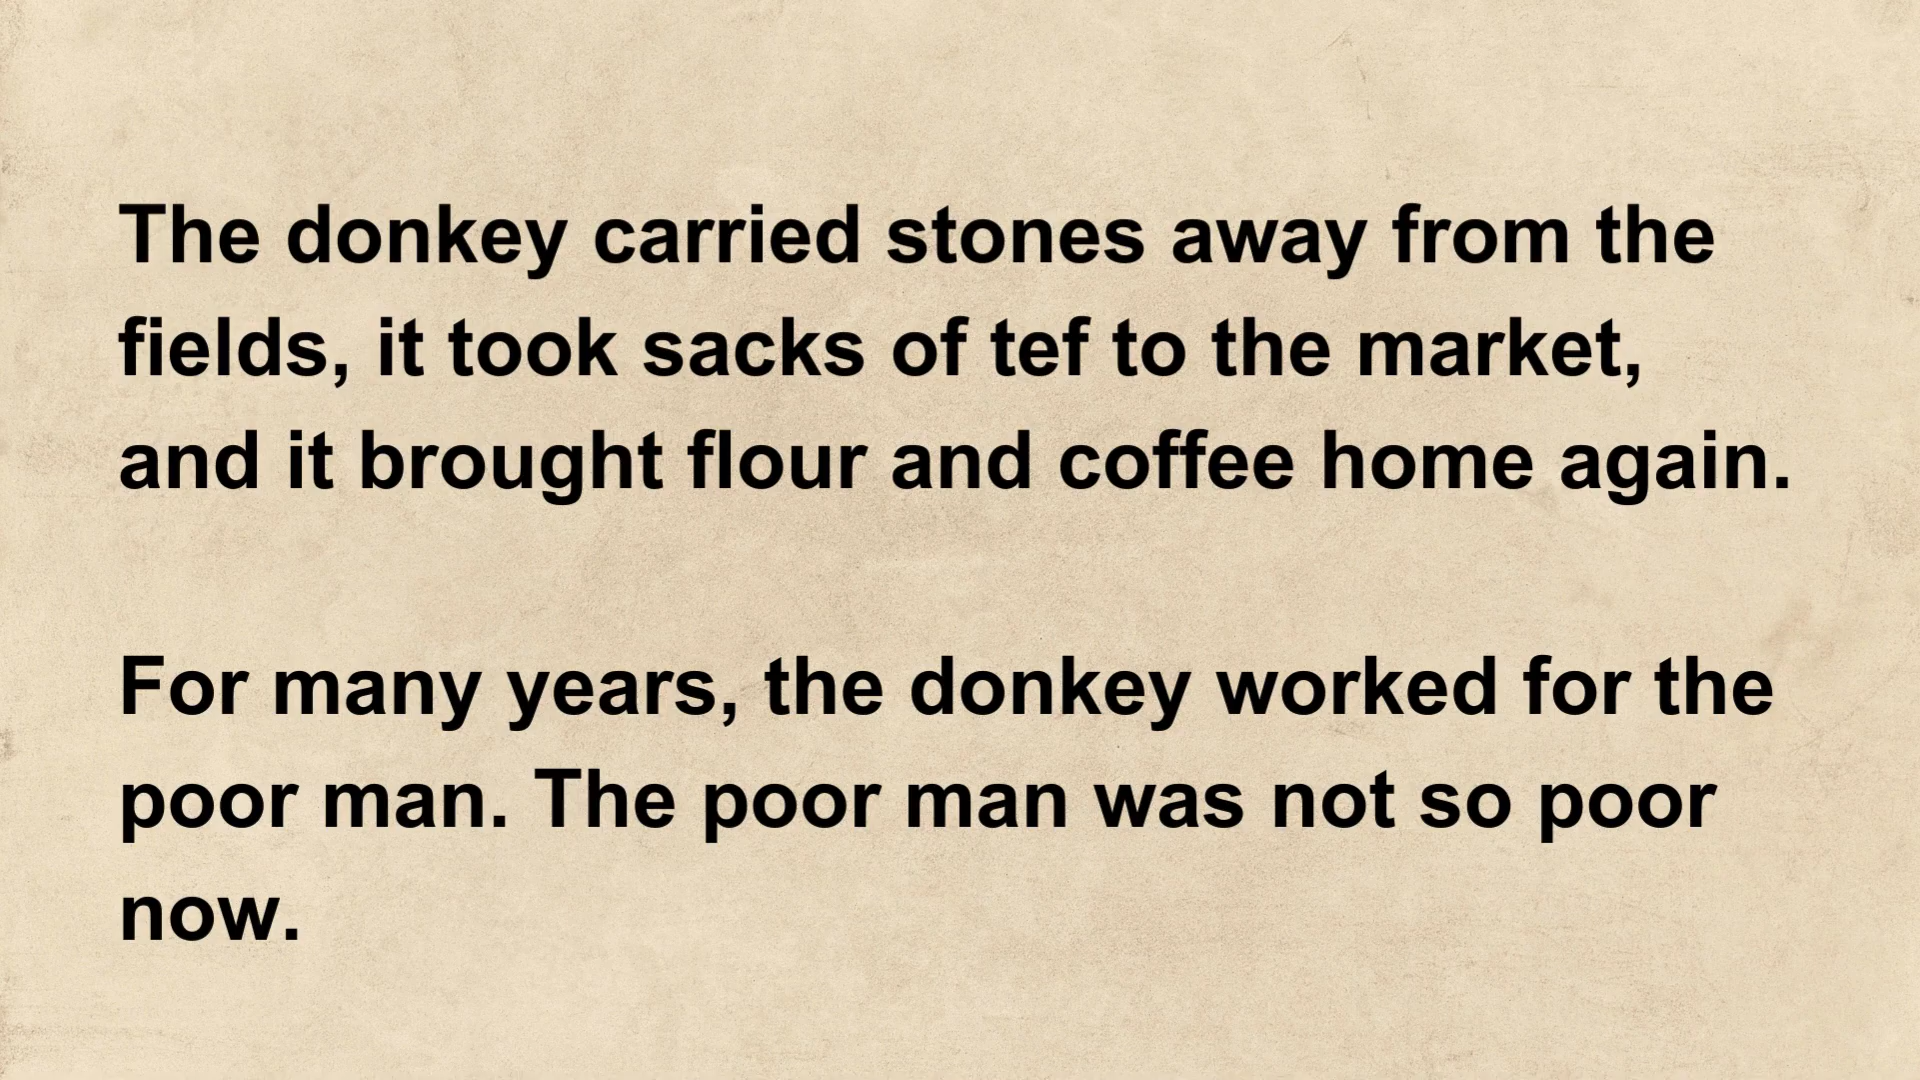 The donkey carried stones away from the
fields, it took sacks of tef to the market,
and it brought flour and coffee home again.
For many years, the donkey worked for the
poor man. The poor man was not so poor
now.